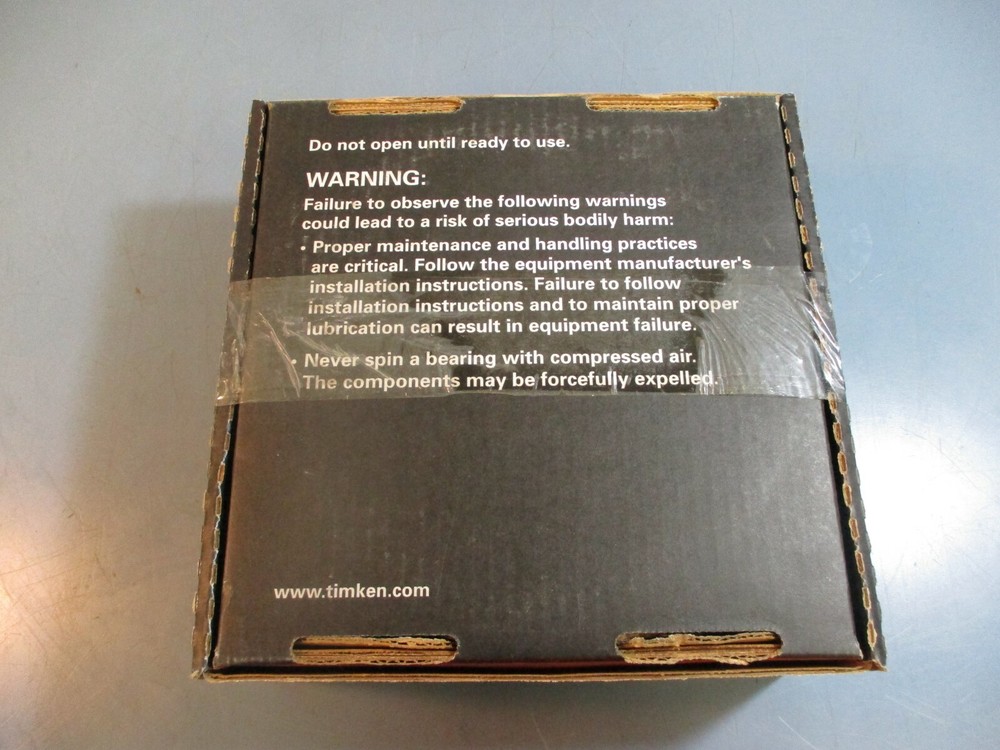 Do not open until ready to use.
WARNING:
Failure to observe the following warnings
could lead to a risk of serious bodily harm:
• Proper maintenance and handling practices
are critical. Follow the equipment manufacturer's
installation instructions. Failure to follow
installation instructions and to maintain proper
lubrication can result in equipment failure.
• Never spin a bearing with compressed air.
The components may be forcefully expelled.
www.timken.com